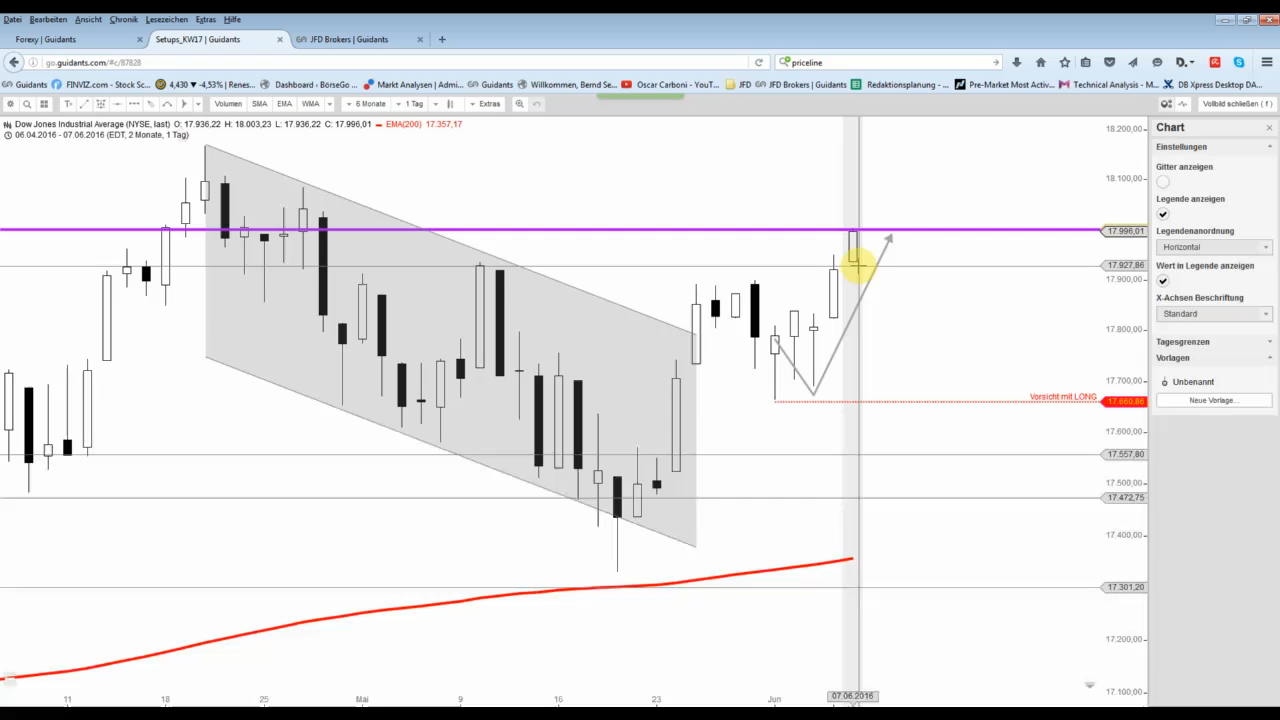 Datei Bearbeiten Ansicht Chronik Lesezeichen Extras Hilfe
Forexy | Guidants × Setups_KW17 | Guidants × JFD Brokers | Guidants × +
go.guidants.com/#c/87828 priceline
Guidants FINVIZ.com - Stock Sc... 4,430 ▼ -4,53% | Renes... Dashboard ‹ BörseGo ... Markt Analysen | Admi... Guidants Willkommen, Bernd Se... Oscar Carboni - YouT... JFD JFD Brokers | Guidants Redaktionsplanung - ... Pre-Market Most Activ... Technical Analysis - M... DB Xpress Desktop DA...
Volumen SMA EMA WMA 6 Monate 1 Tag Extras Vollbild schließen ( f )
Dow Jones Industrial Average (NYSE, last) O: 17.936,22 H: 18.003,23 L: 17.936,22 C: 17.996,01 EMA(200) 17.357,17
06.04.2016 - 07.06.2016 (EDT, 2 Monate, 1 Tag)
Chart ×
Einstellungen
Gitter anzeigen
Legende anzeigen
Legendenanordnung
Horizontal
Wert in Legende anzeigen
X-Achsen Beschriftung
Standard
Tagesgrenzen
Vorlagen
Unbenannt
Neue Vorlage...
18.200,00
18.100,00
17.996,01
17.927,86
17.900,00
17.800,00
17.700,00
Vorsicht mit LONG 17.660,86
17.600,00
17.557,80
17.500,00
17.472,75
17.400,00
17.301,20
17.200,00
17.100,00
11 18 25 Mai 9 16 23 Jun 07.06.2016